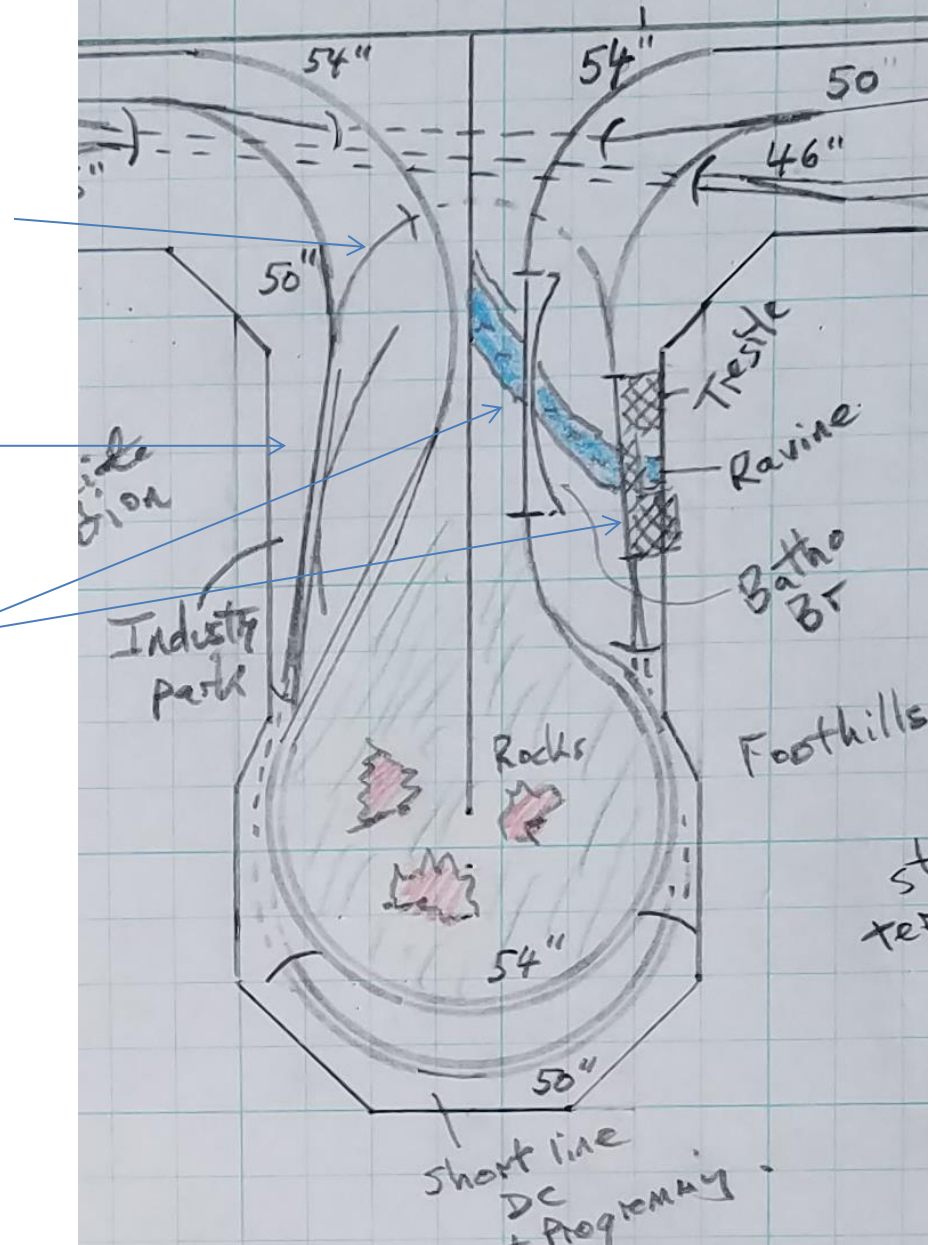 54"
54"
50"
46"
50"
Trestle
Ravine
Batho
Br
Industry
park
Foothills
Rocks
54"
50"
short line
DC